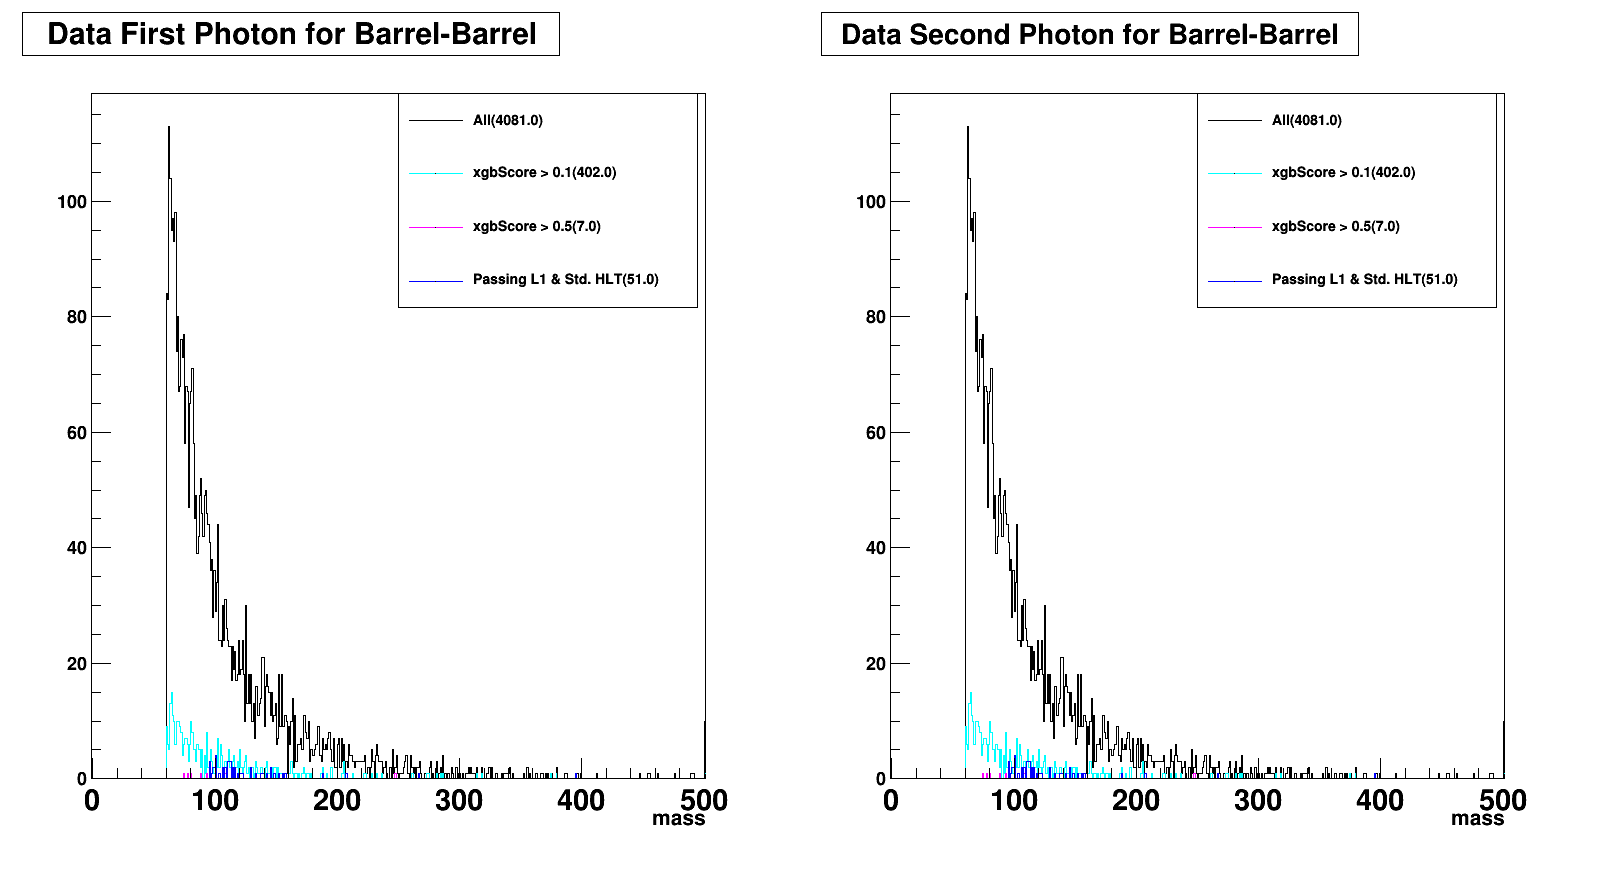 Data First Photon for Barrel-Barrel
All(4081.0)
xgbScore > 0.1(402.0)
xgbScore > 0.5(7.0)
Passing L1 & Std. HLT(51.0)
100
80
60
40
20
0
0 100 200 300 400 500
mass
Data Second Photon for Barrel-Barrel
All(4081.0)
xgbScore > 0.1(402.0)
xgbScore > 0.5(7.0)
Passing L1 & Std. HLT(51.0)
100
80
60
40
20
0
0 100 200 300 400 500
mass